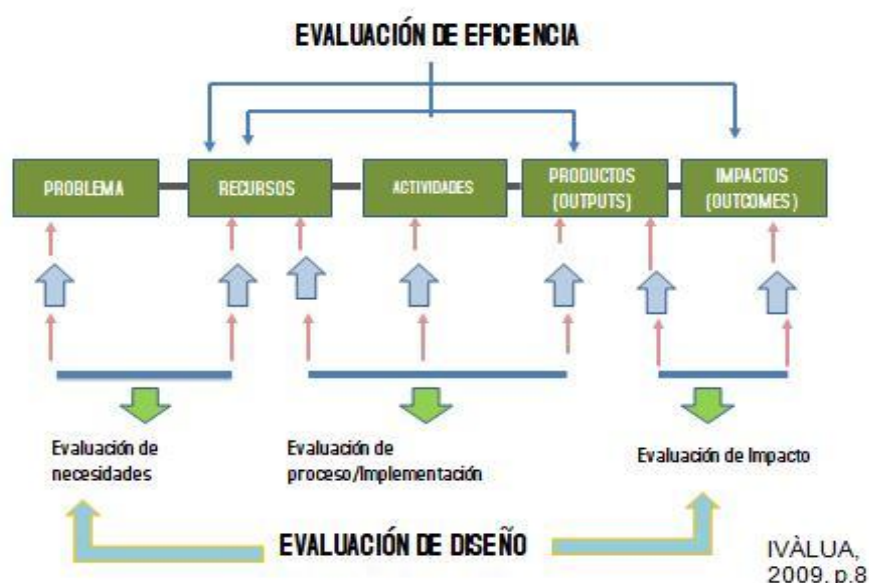 EVALUACIÓN DE EFICIENCIA
PROBLEMA
RECURSOS
ACTIVIDADES
PRODUCTOS
(OUTPUTS)
IMPACTOS
(OUTCOMES)
Evaluación de
necesidades
Evaluación de
proceso/Implementación
Evaluación de Impacto
EVALUACIÓN DE DISEÑO
IVÀLUA,
2009, p.8